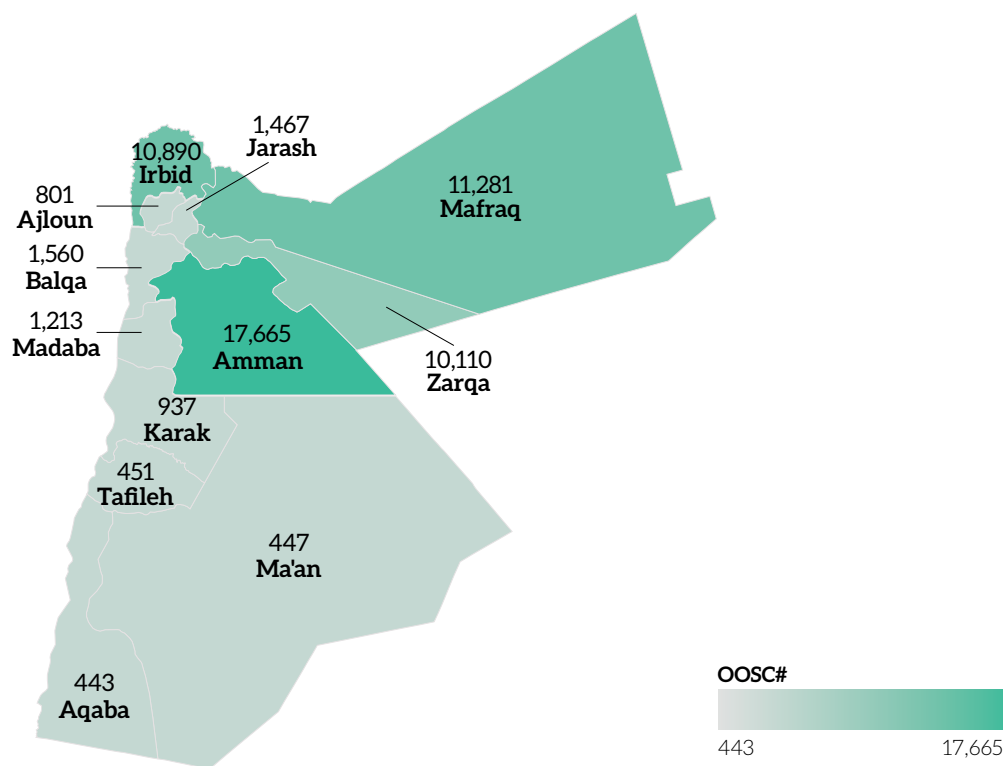 10,890
Irbid
1,467
Jarash
801
Ajloun
11,281
Mafraq
1,560
Balqa
1,213
Madaba
17,665
Amman
10,110
Zarqa
937
Karak
451
Tafileh
447
Ma'an
443
Aqaba
OOSC#
443 17,665